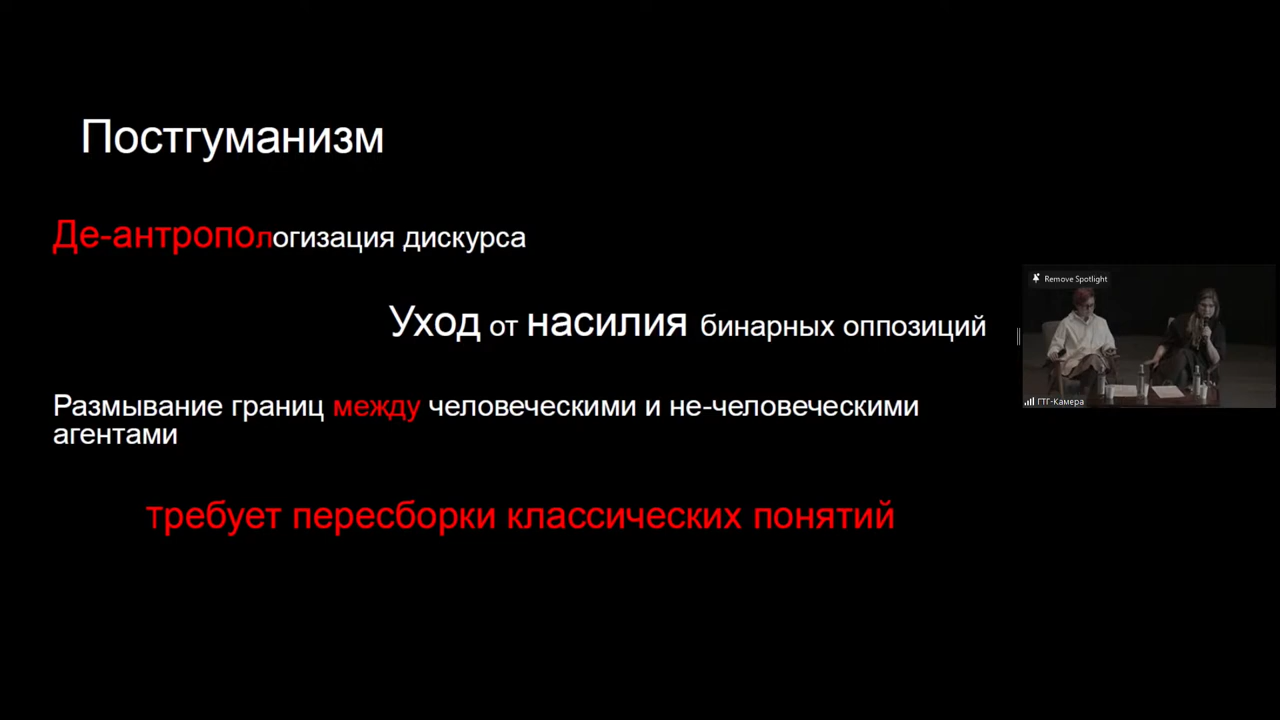 Постгуманизм
Де-антропологизация дискурса
Уход от насилия бинарных оппозиций
Remove Spotlight
Размывание границ между человеческими и не-человеческими
агентами
ГТГ-Камера
требует пересборки классических понятий